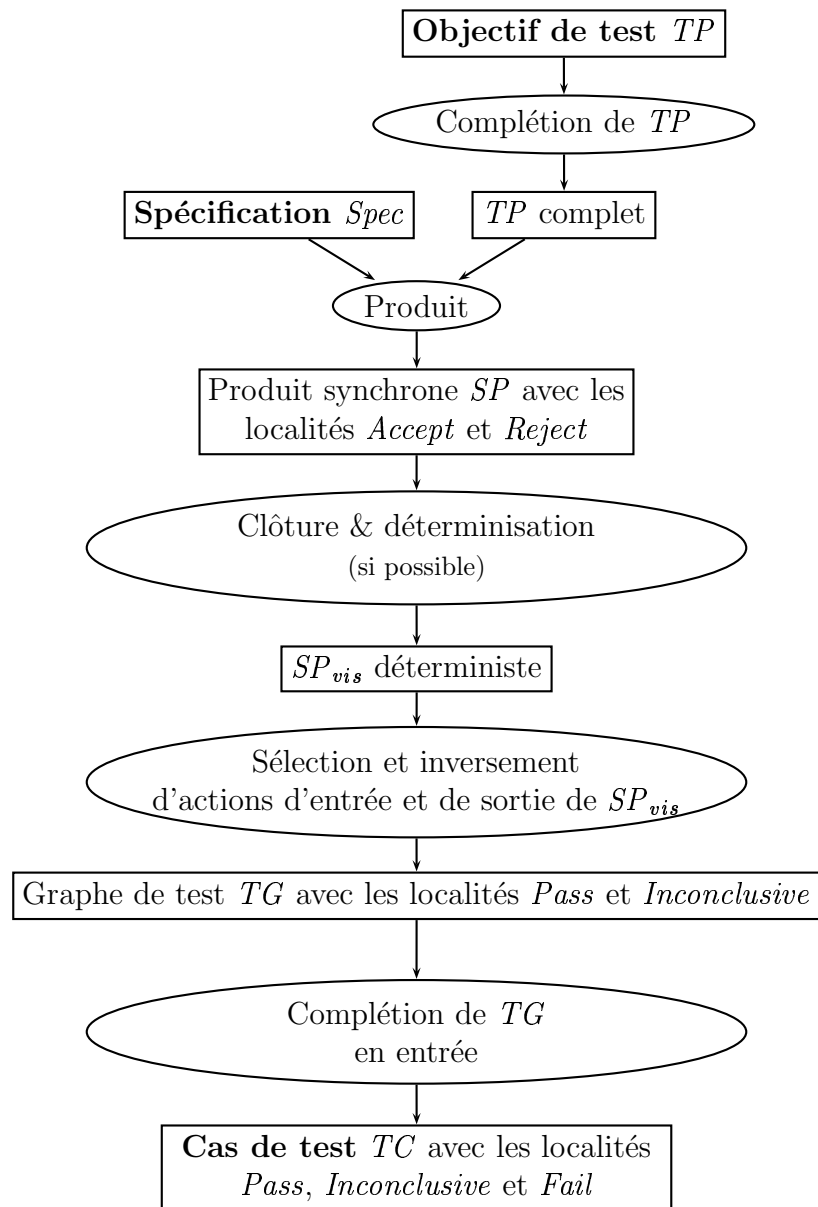 Objectif de test TP
Complétion de TP
Spécification Spec
TP complet
Produit
Produit synchrone SP avec les
localités Accept et Reject
Clôture & déterminisation
(si possible)
SPvis déterministe
Sélection et inversement
d'actions d'entrée et de sortie de SPvis
Graphe de test TG avec les localités Pass et Inconclusive
Complétion de TG
en entrée
Cas de test TC avec les localités
Pass, Inconclusive et Fail